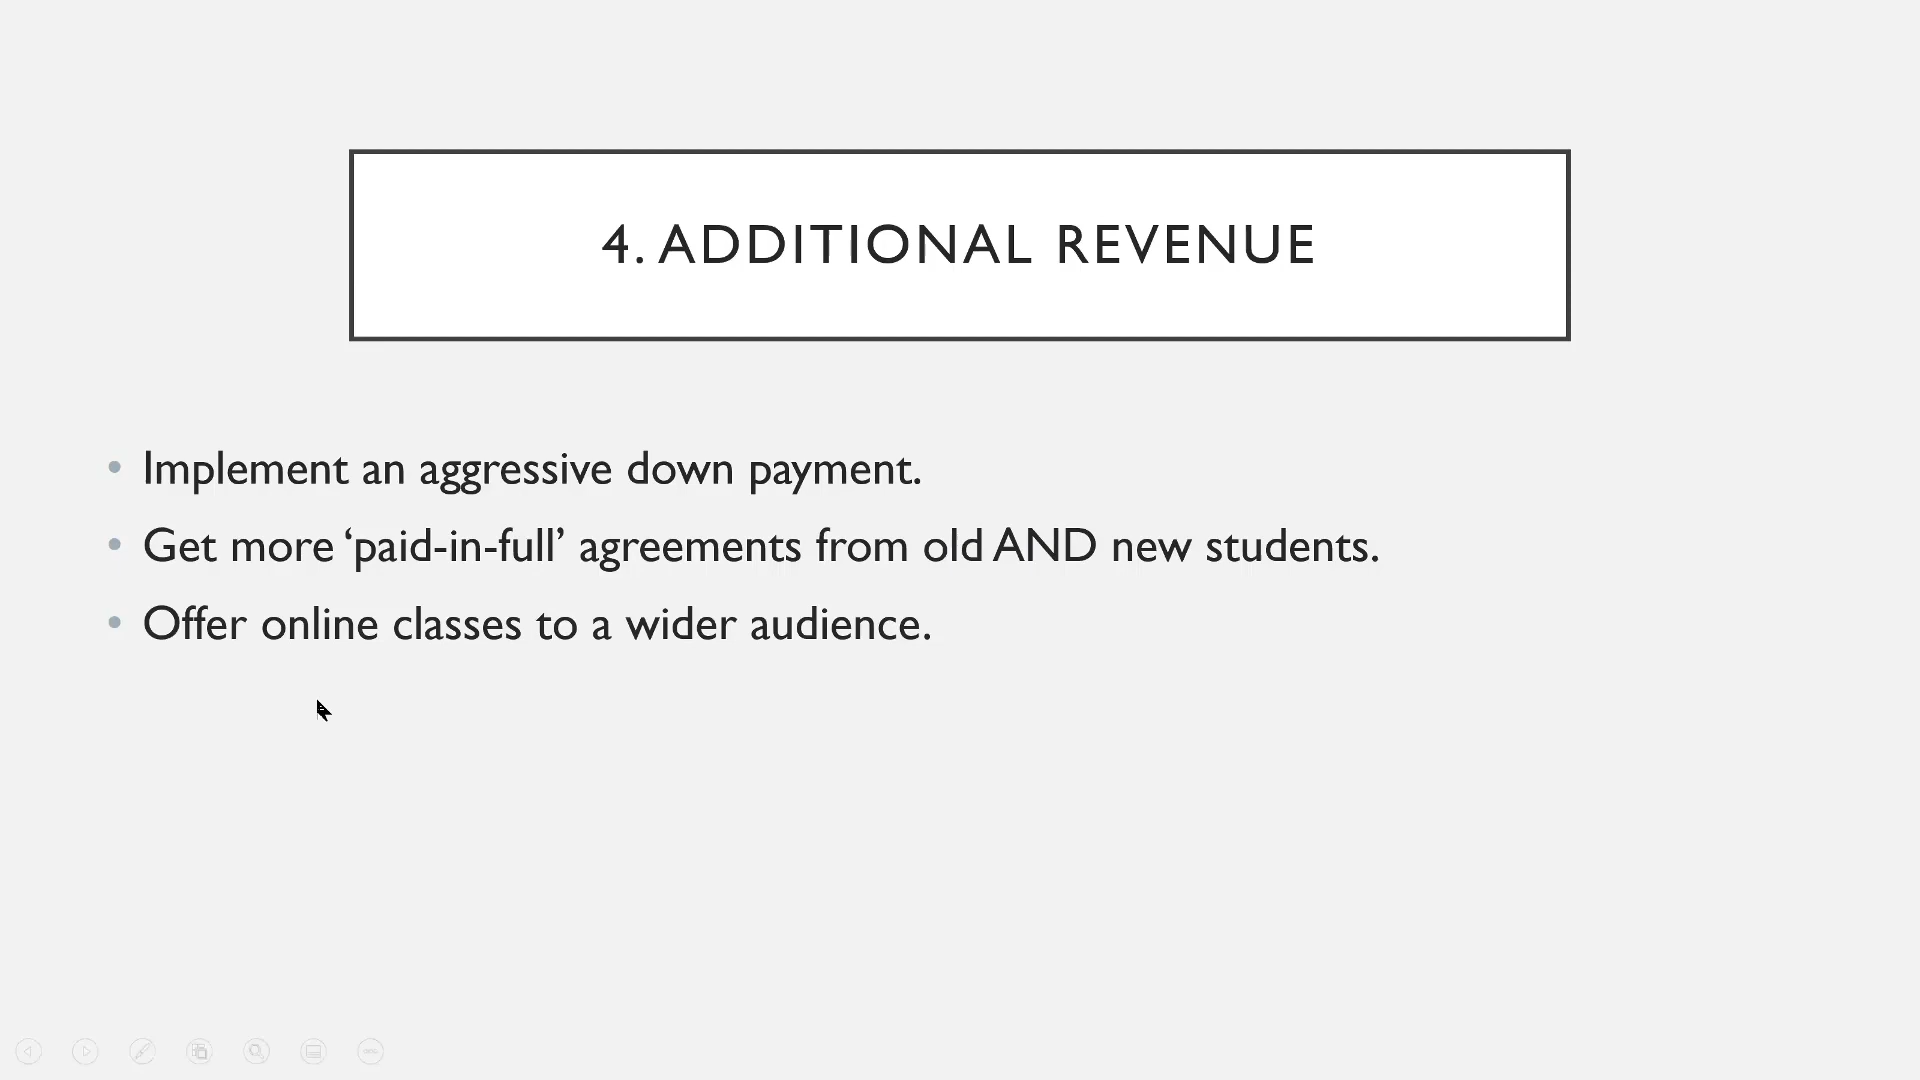 4. ADDITIONAL REVENUE
• Implement an aggressive down payment.
• Get more ‘paid-in-full’ agreements from old AND new students.
• Offer online classes to a wider audience.